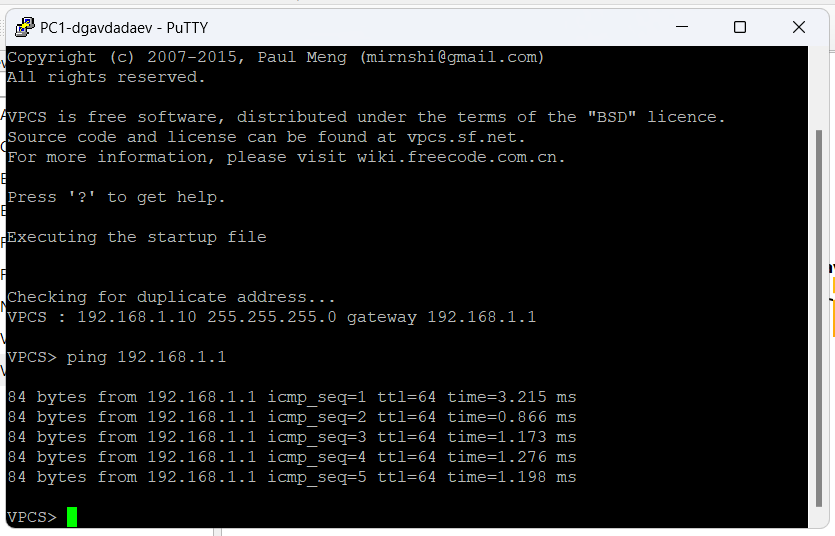 PC1-dgavdadaev - PuTTY
Copyright (c) 2007-2015, Paul Meng (mirnshi@gmail.com)
All rights reserved.
VPCS is free software, distributed under the terms of the "BSD" licence.
Source code and license can be found at vpcs.sf.net.
For more information, please visit wiki.freecode.com.cn.
Press '?' to get help.
Executing the startup file
Checking for duplicate address...
VPCS : 192.168.1.10 255.255.255.0 gateway 192.168.1.1
VPCS> ping 192.168.1.1
84 bytes from 192.168.1.1 icmp_seq=1 ttl=64 time=3.215 ms
84 bytes from 192.168.1.1 icmp_seq=2 ttl=64 time=0.866 ms
84 bytes from 192.168.1.1 icmp_seq=3 ttl=64 time=1.173 ms
84 bytes from 192.168.1.1 icmp_seq=4 ttl=64 time=1.276 ms
84 bytes from 192.168.1.1 icmp_seq=5 ttl=64 time=1.198 ms
VPCS>